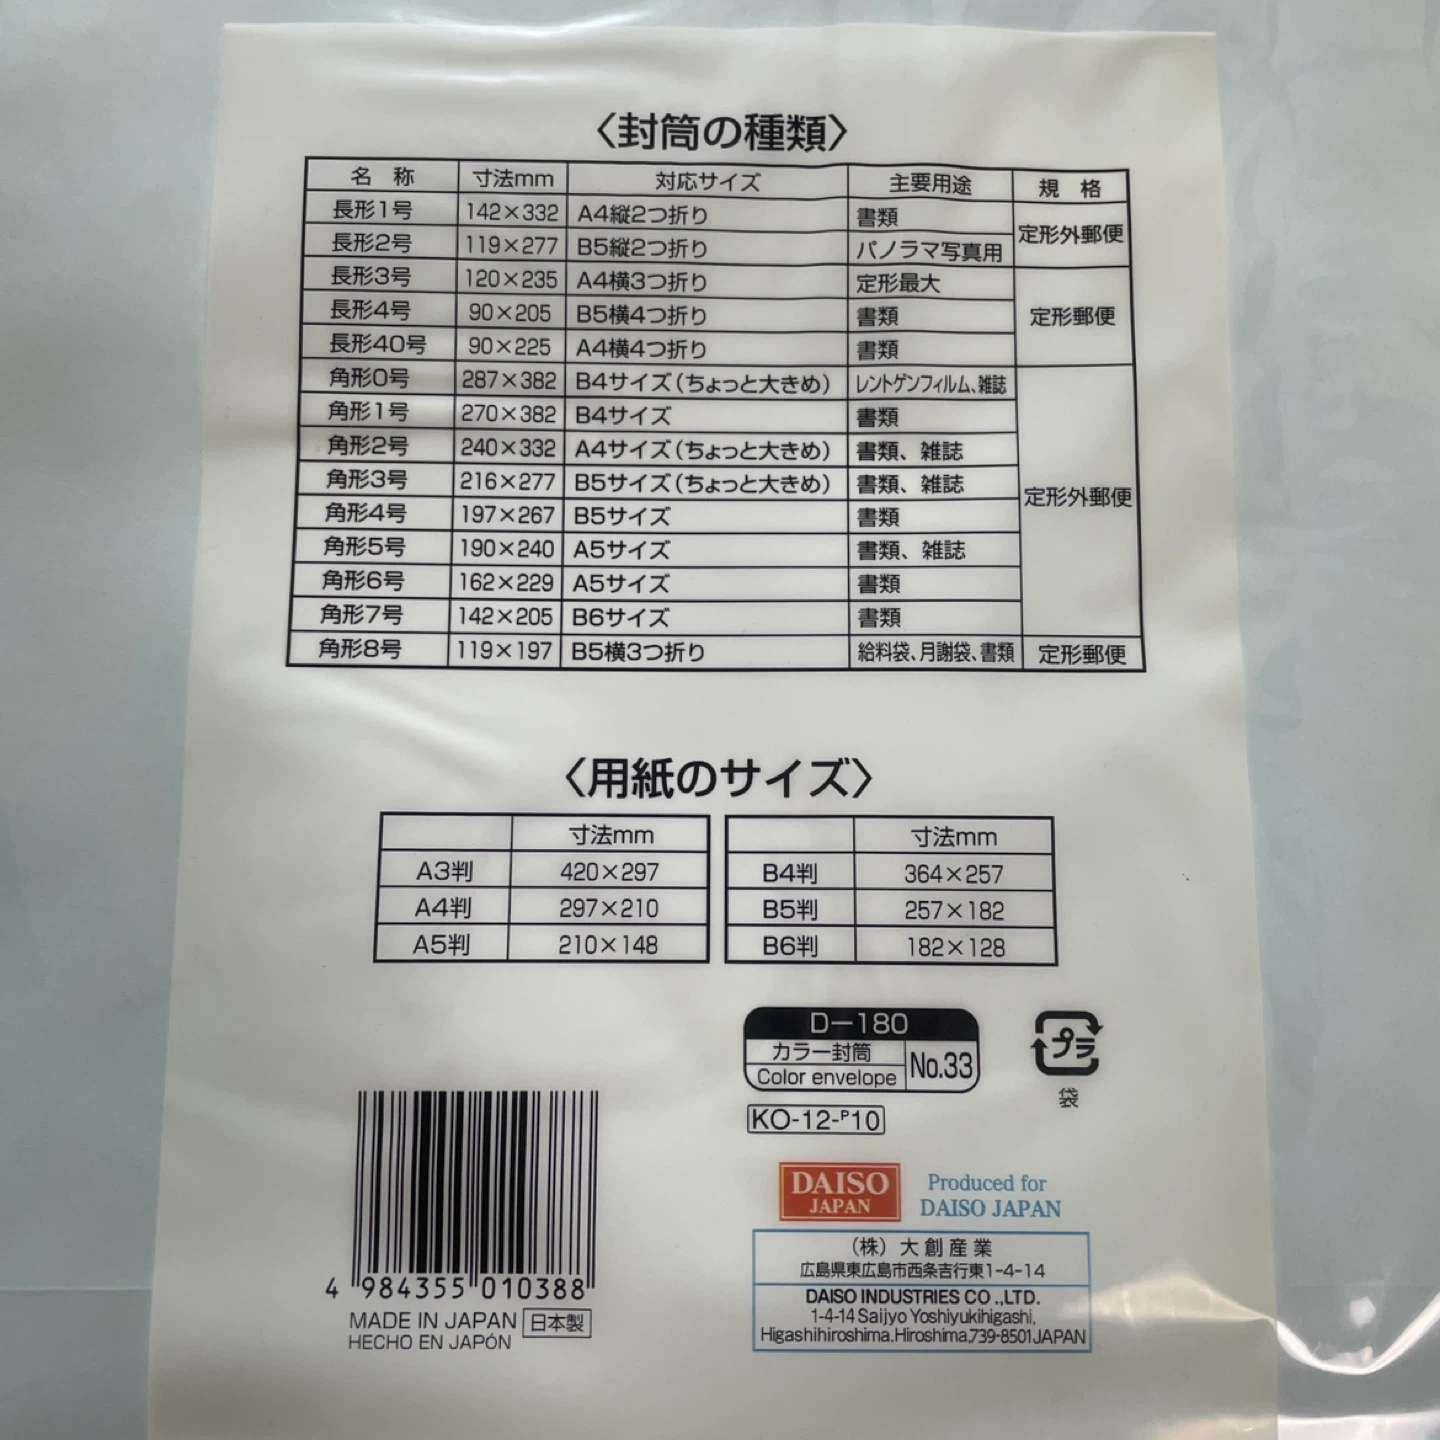 〈封筒の種類〉
名 称 寸法mm 対応サイズ 主要用途 規 格
長形1号 142×332 A4縦2つ折り 書類 定形外郵便
長形2号 119×277 B5縦2つ折り パノラマ写真用
長形3号 120×235 A4横3つ折り 定形最大 定形郵便
長形4号 90×205 B5横4つ折り 書類
長形40号 90×225 A4横4つ折り 書類
角形0号 287×382 B4サイズ(ちょっと大きめ) レントゲンフィルム、雑誌 定形外郵便
角形1号 270×382 B4サイズ 書類
角形2号 240×332 A4サイズ(ちょっと大きめ) 書類、雑誌
角形3号 216×277 B5サイズ(ちょっと大きめ) 書類、雑誌
角形4号 197×267 B5サイズ 書類
角形5号 190×240 A5サイズ 書類、雑誌
角形6号 162×229 A5サイズ 書類
角形7号 142×205 B6サイズ 書類
角形8号 119×197 B5横3つ折り 給料袋、月謝袋、書類 定形郵便
〈用紙のサイズ〉
寸法mm
A3判 420×297
A4判 297×210
A5判 210×148
寸法mm
B4判 364×257
B5判 257×182
B6判 182×128
D-180
カラー封筒
Color envelope
No.33
プラ
袋
KO-12-P10
DAISO
JAPAN
Produced for
DAISO JAPAN
(株)大創産業
広島県東広島市西条吉行東1-4-14
DAISO INDUSTRIES CO.,LTD.
1-4-14 Saijyo Yoshiyukihigashi,
Higashihiroshima,Hiroshima,739-8501 JAPAN
4 984355 010388
MADE IN JAPAN 日本製
HECHO EN JAPÓN